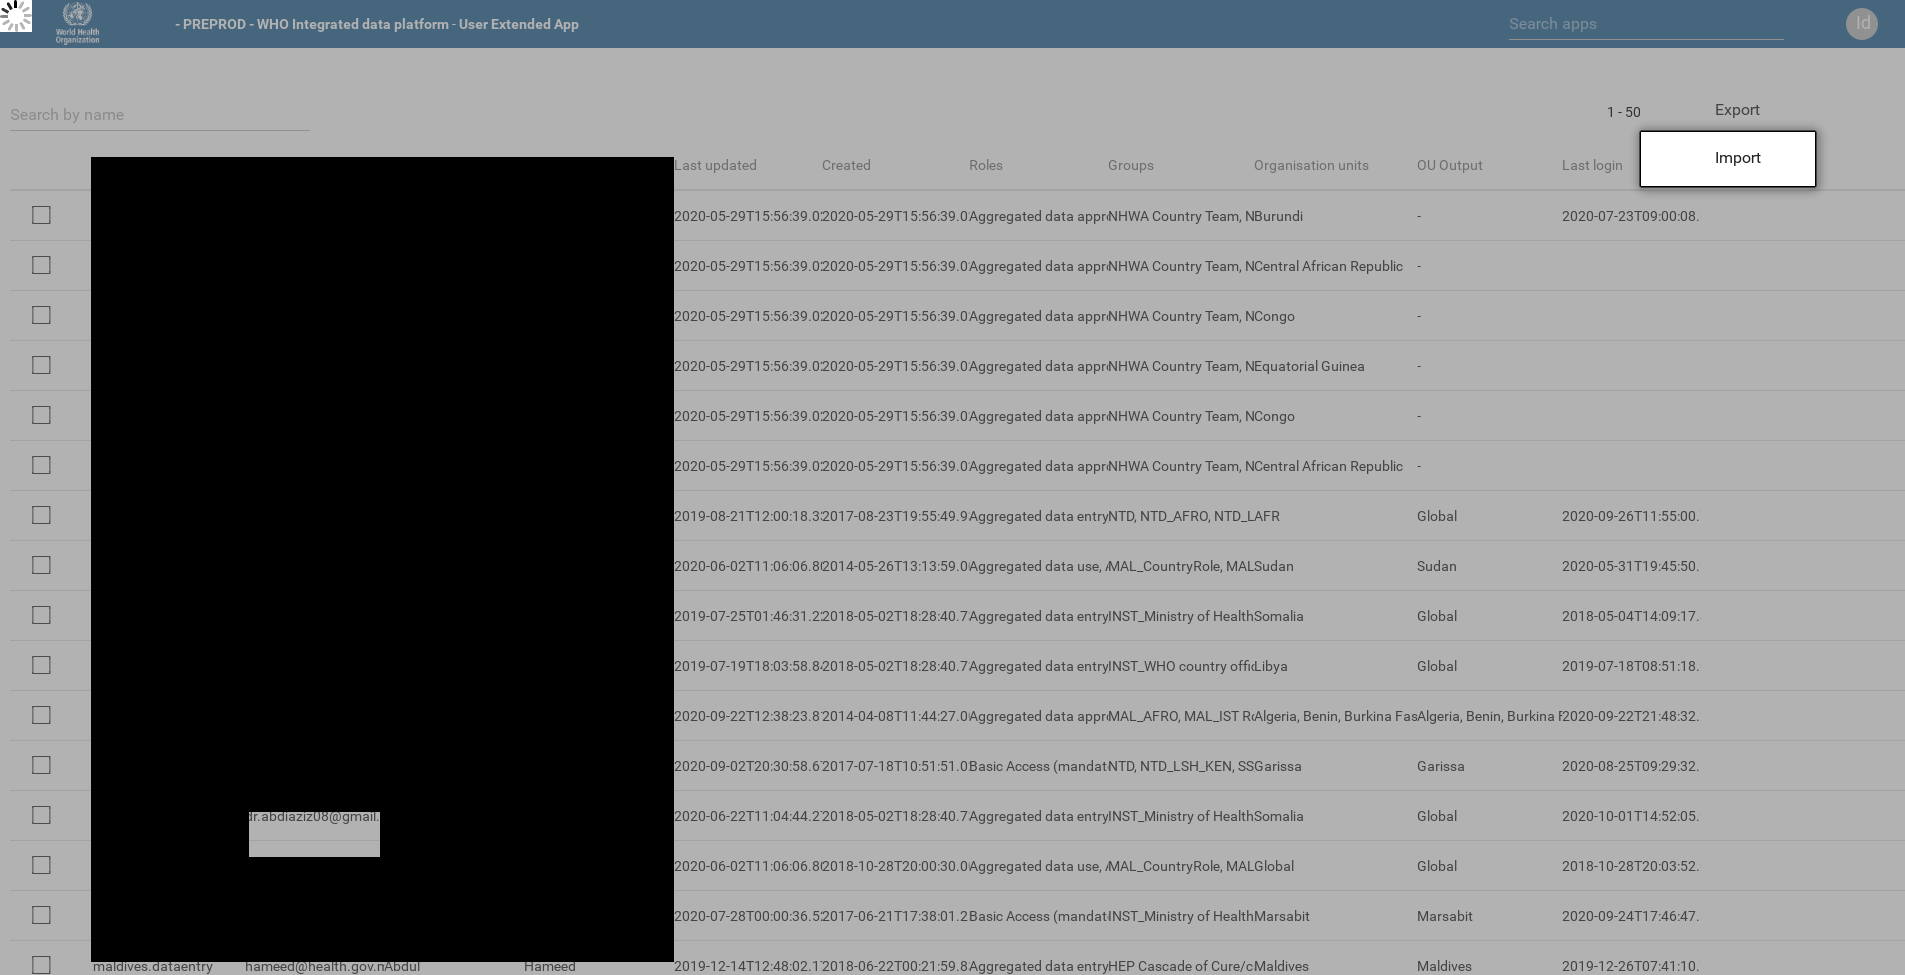 World Health
Organization
- PREPROD - WHO Integrated data platform - User Extended App
Search apps
Id
Search by name
1 - 50
Export
Import
Last updated Created Roles Groups Organisation units OU Output Last login
2020-05-29T15:56:39.0 2020-05-29T15:56:39.0 Aggregated data appr NHWA Country Team, N Burundi - 2020-07-23T09:00:08.
2020-05-29T15:56:39.0 2020-05-29T15:56:39.0 Aggregated data appr NHWA Country Team, N Central African Republic -
2020-05-29T15:56:39.0 2020-05-29T15:56:39.0 Aggregated data appr NHWA Country Team, N Congo -
2020-05-29T15:56:39.0 2020-05-29T15:56:39.0 Aggregated data appr NHWA Country Team, N Equatorial Guinea -
2020-05-29T15:56:39.0 2020-05-29T15:56:39.0 Aggregated data appr NHWA Country Team, N Congo -
2020-05-29T15:56:39.0 2020-05-29T15:56:39.0 Aggregated data appr NHWA Country Team, N Central African Republic -
2019-08-21T12:00:18.3 2017-08-23T19:55:49.9 Aggregated data entry NTD, NTD_AFRO, NTD_L AFR Global 2020-09-26T11:55:00.
2020-06-02T11:06:06.8 2014-05-26T13:13:59.0 Aggregated data use, MAL_CountryRole, MAL Sudan Sudan 2020-05-31T19:45:50.
2019-07-25T01:46:31.2 2018-05-02T18:28:40.7 Aggregated data entry INST_Ministry of Health Somalia Global 2018-05-04T14:09:17.
2019-07-19T18:03:58.8 2018-05-02T18:28:40.7 Aggregated data entry INST_WHO country offi Libya Global 2019-07-18T08:51:18.
2020-09-22T12:38:23.8 2014-04-08T11:44:27.0 Aggregated data appr MAL_AFRO, MAL_IST R Algeria, Benin, Burkina Fas Algeria, Benin, Burkina F 2020-09-22T21:48:32.
2020-09-02T20:30:58.6 2017-07-18T10:51:51.0 Basic Access (mandat NTD, NTD_LSH_KEN, SS Garissa Garissa 2020-08-25T09:29:32.
dr.abdiaziz08@gmail. 2020-06-22T11:04:44.2 2018-05-02T18:28:40.7 Aggregated data entry INST_Ministry of Health Somalia Global 2020-10-01T14:52:05.
2020-06-02T11:06:06.8 2018-10-28T20:00:30.0 Aggregated data use, MAL_CountryRole, MAL Global Global 2018-10-28T20:03:52.
2020-07-28T00:00:36.5 2017-06-21T17:38:01.2 Basic Access (mandat INST_Ministry of Health Marsabit Marsabit 2020-09-24T17:46:47.
maldives.dataentry hameed@health.gov.m Abdul Hameed 2019-12-14T12:48:02.1 2018-06-22T00:21:59.8 Aggregated data entry HEP Cascade of Cure/c Maldives Maldives 2019-12-26T07:41:10.